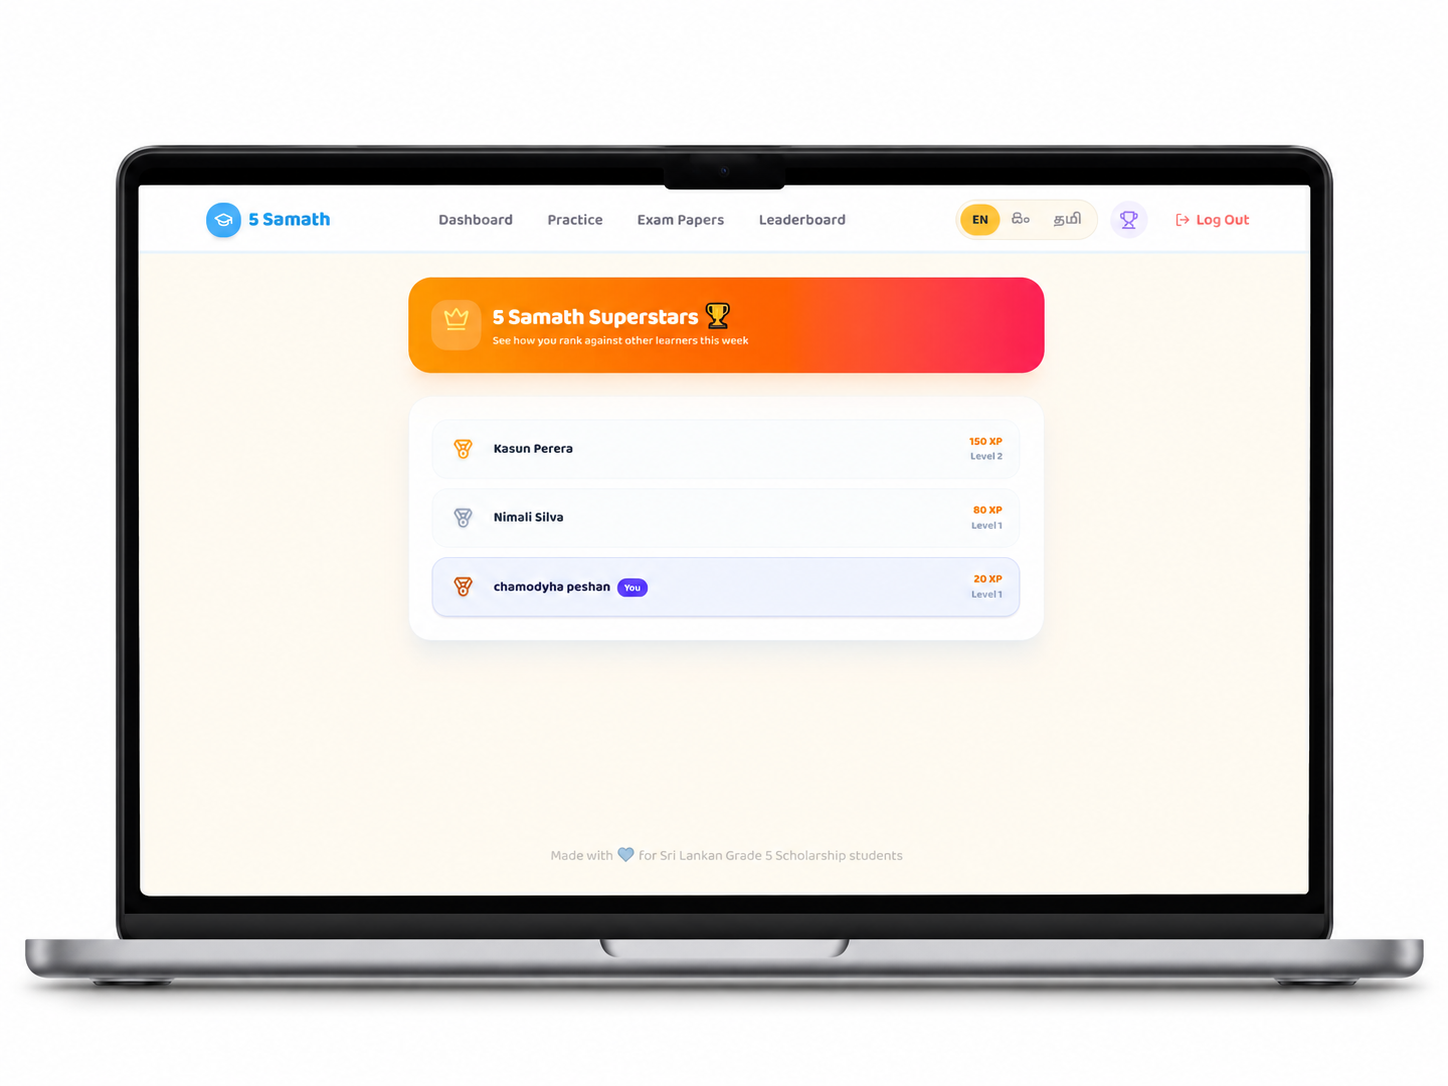 5 Samath
Dashboard
Practice
Exam Papers
Leaderboard
EN
සිං
தமி
Log Out
5 Samath Superstars
See how you rank against other learners this week
Kasun Perera
150 XP
Level 2
Nimali Silva
80 XP
Level 1
chamodyha peshan
You
20 XP
Level 1
Made with 💙 for Sri Lankan Grade 5 Scholarship students